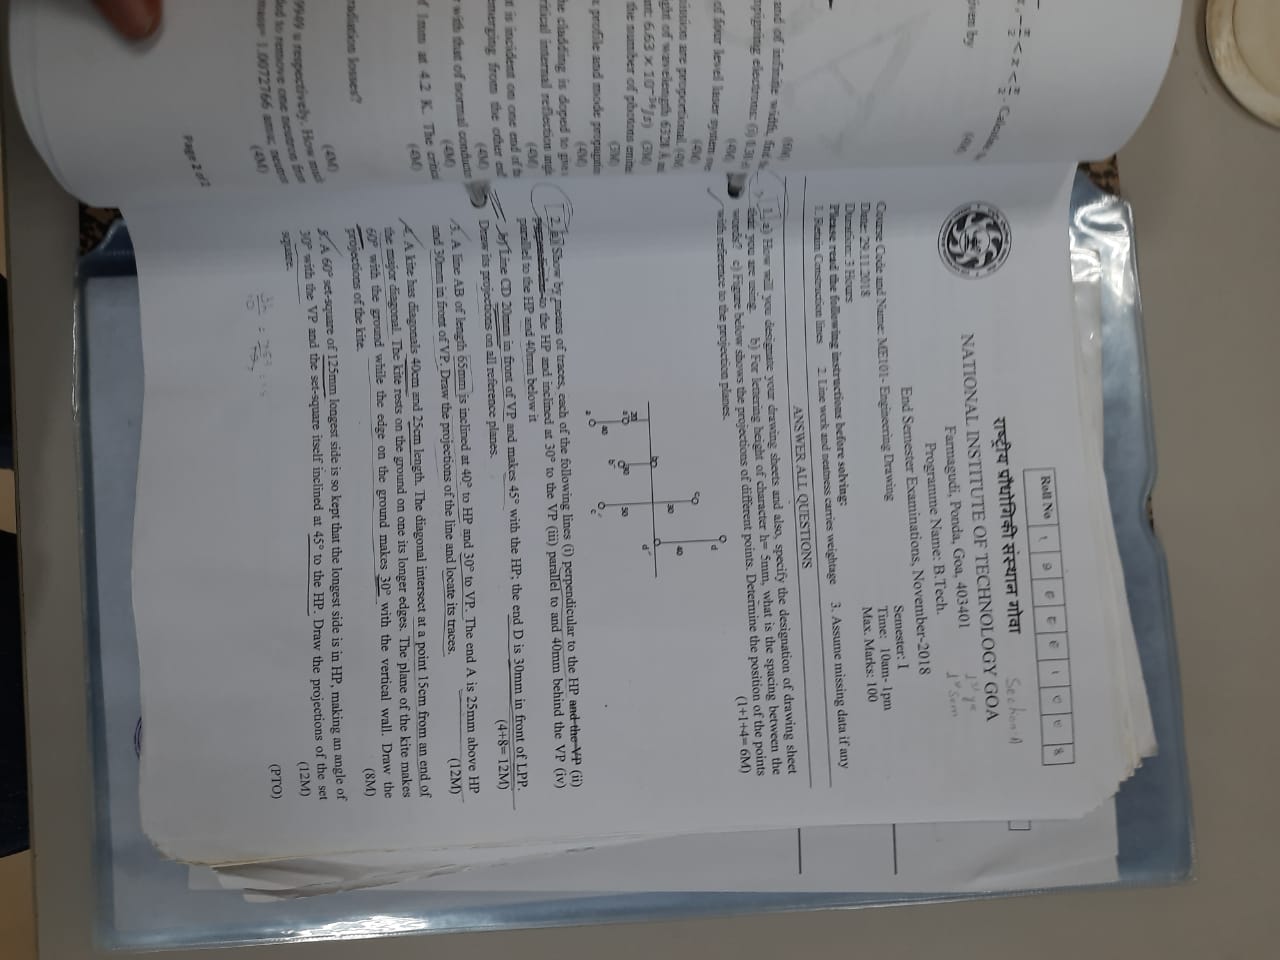 , -π/2 < x < π/2. Calculate
given by
(4M)
(6M)
and of infinite width, find
(4M)
of four level laser system
(4M)
mission are proportional. (4M)
ght of wavelength 6328 A
nt: 6.63 × 10⁻³⁴ J s) (3M)
the number of photons
(3M)
profile and mode propagation
(4M)
he cladding is doped to give
critical internal reflection
(4M)
t is incident on one end of
emerging from the other end
(4M)
with that of normal conductor
(4M)
f 1mm at 4.2 K. The critical
(4M)
radiation losses?
(4M)
9949 u respectively. How
ded to remove one neutron from
mass= 1.0072766 amu; neutron
(4M)
Page 2 of 2
Roll No
राष्ट्रीय प्रौद्योगिकी संस्थान गोवा Section A
NATIONAL INSTITUTE OF TECHNOLOGY GOA
Farmagudi, Ponda, Goa, 403401
Programme Name: B.Tech. 1st Sem
End Semester Examinations, November-2018
Course Code and Name: ME101- Engineering Drawing Semester: I
Date: 29.11.2018 Time: 10am- 1pm
Duration: 3 Hours Max. Marks: 100
Please read the following instructions before solving:
1. Retain Construction lines 2. Line work and neatness carries weightage 3. Assume missing data if any
ANSWER ALL QUESTIONS
1. a) How will you designate your drawing sheets and also, specify the designation of drawing sheet
that you are using. b) For lettering height of character h= 5mm, what is the spacing between the
words? c) Figure below shows the projections of different points. Determine the position of the points
with reference to the projection planes. (1+1+4= 6M)
d
c
30
40
b
d'
20
a'
30
b'
50
40
c'
a
2. a) Show by means of traces, each of the following lines (i) perpendicular to the HP and the VP (ii)
perpendicular to the HP and inclined at 30° to the VP (iii) parallel to and 40mm behind the VP (iv)
parallel to the HP and 40mm below it
b) Line CD 20mm in front of VP and makes 45° with the HP; the end D is 30mm in front of LPP.
Draw its projections on all reference planes. (4+8= 12M)
3. A line AB of length 65mm is inclined at 40° to HP and 30° to VP. The end A is 25mm above HP
and 30mm in front of VP. Draw the projections of the line and locate its traces. (12M)
4. A kite has diagonals 40cm and 25cm length. The diagonal intersect at a point 15cm from an end of
the major diagonal. The kite rests on the ground on one its longer edges. The plane of the kite makes
60° with the ground while the edge on the ground makes 30° with the vertical wall. Draw the
projections of the kite. (8M)
5. A 60° set-square of 125mm longest side is so kept that the longest side is in HP, making an angle of
30° with the VP and the set-square itself inclined at 45° to the HP. Draw the projections of the set
square. (12M)
(PTO)